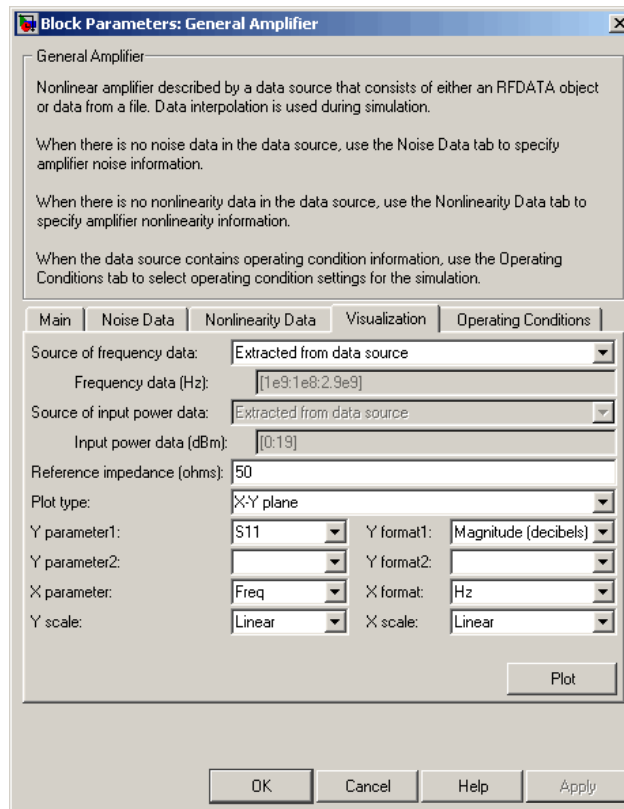 Block Parameters: General Amplifier
General Amplifier
Nonlinear amplifier described by a data source that consists of either an RFDATA object
or data from a file. Data interpolation is used during simulation.
When there is no noise data in the data source, use the Noise Data tab to specify
amplifier noise information.
When there is no nonlinearity data in the data source, use the Nonlinearity Data tab to
specify amplifier nonlinearity information.
When the data source contains operating condition information, use the Operating
Conditions tab to select operating condition settings for the simulation.
Main Noise Data Nonlinearity Data Visualization Operating Conditions
Source of frequency data: Extracted from data source
Frequency data (Hz): [1e9:1e8:2.9e9]
Source of input power data: Extracted from data source
Input power data (dBm): [0:19]
Reference impedance (ohms): 50
Plot type: X-Y plane
Y parameter1: S11 Y format1: Magnitude (decibels)
Y parameter2: Y format2:
X parameter: Freq X format: Hz
Y scale: Linear X scale: Linear
Plot
OK Cancel Help Apply